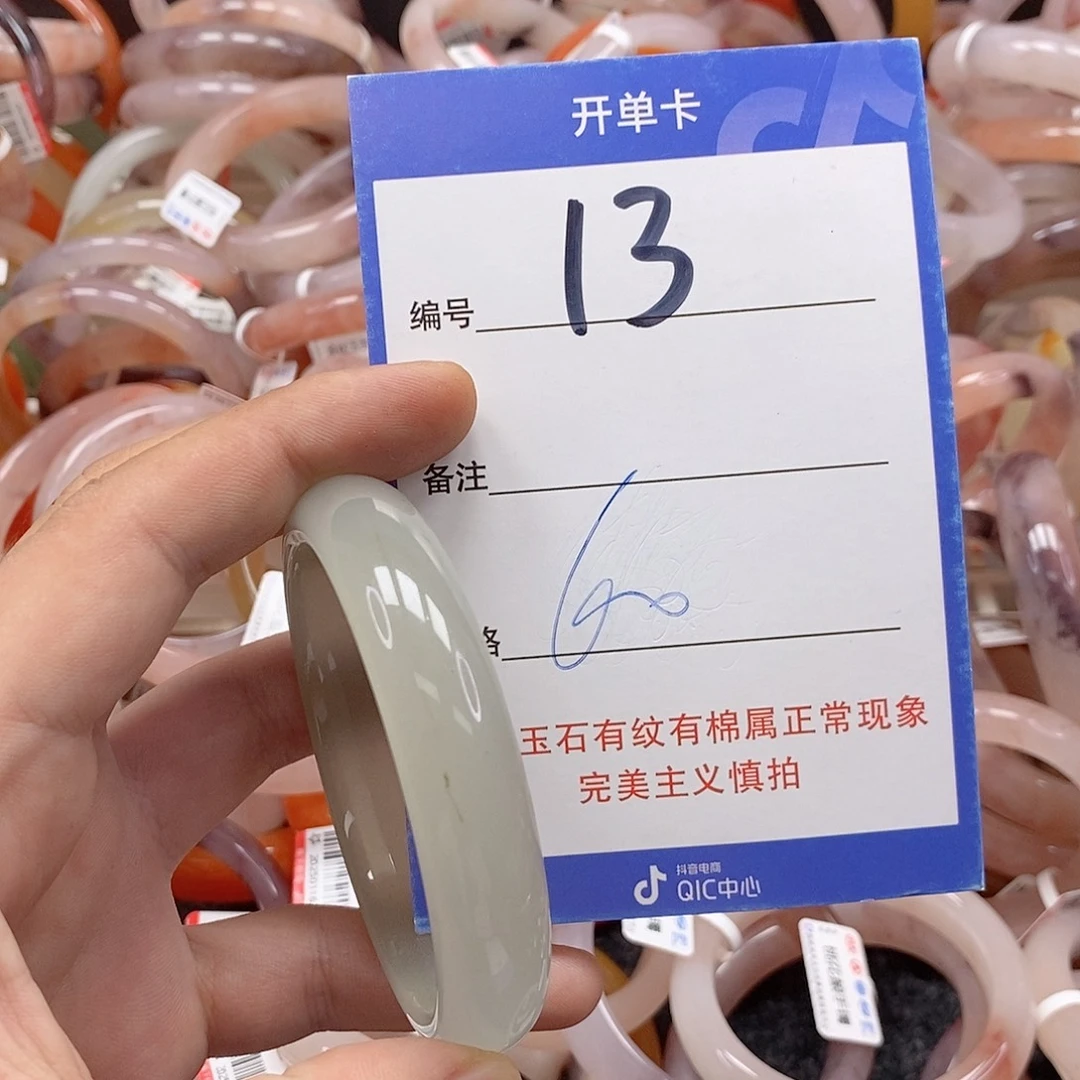 开单卡
编号 13
备注
60
格
玉石有纹有棉属正常现象
完美主义慎拍
抖音电商
QIC中心